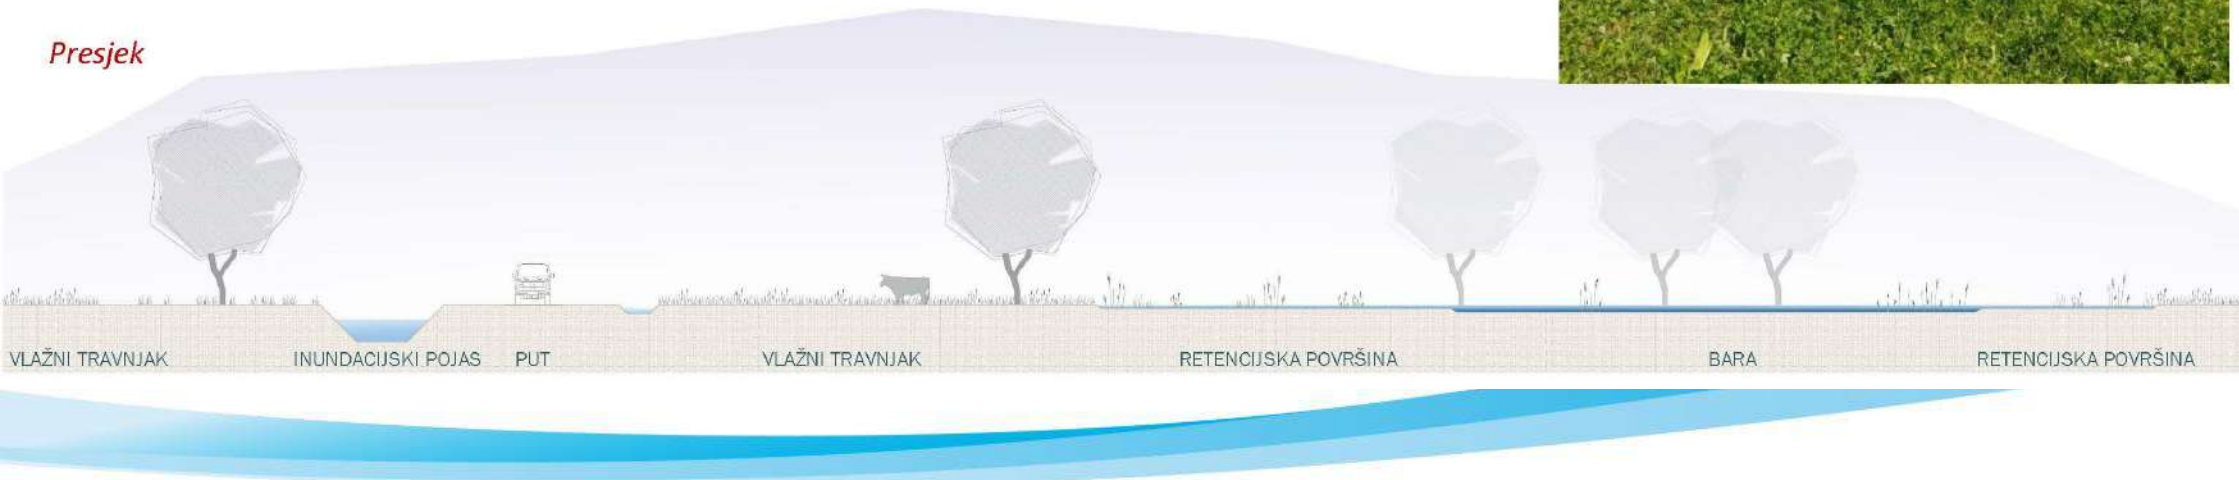 Presjek
VLAŽNI TRAVNJAK INUNDACIJSKI POJAS PUT VLAŽNI TRAVNJAK RETENCIJSKA POVRŠINA BARA RETENCIJSKA POVRŠINA